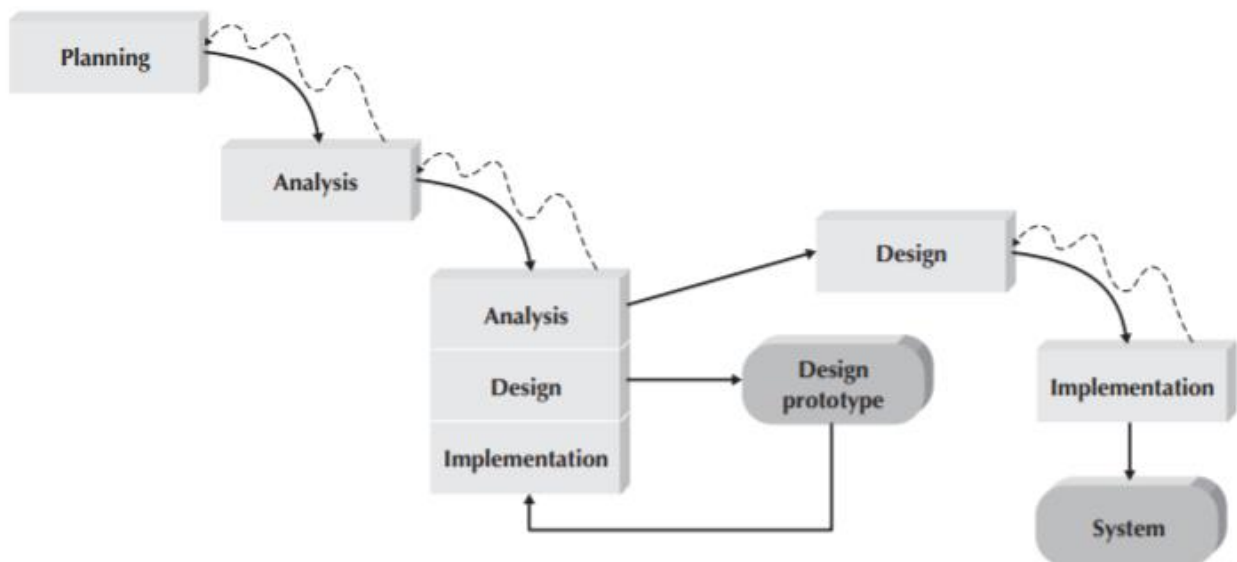 Planning
Analysis
Analysis
Design
Implementation
Design
prototype
Design
Implementation
System